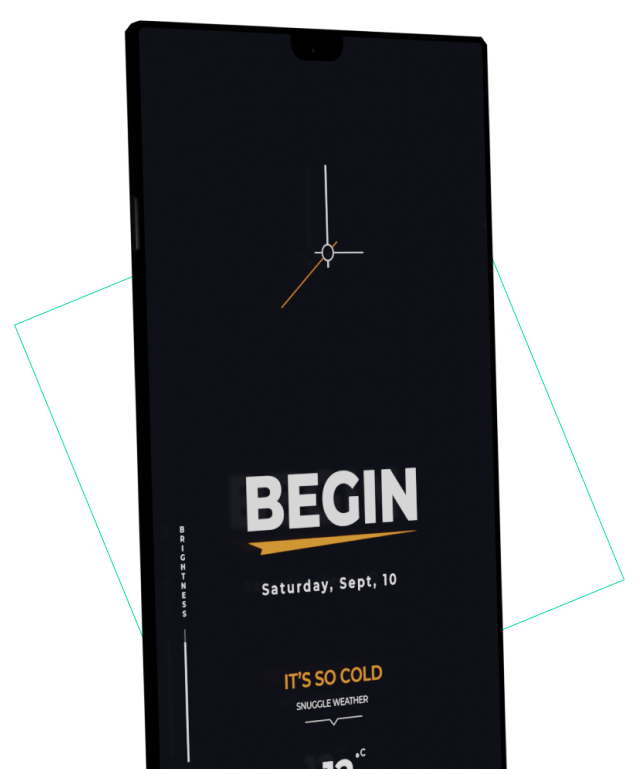 BEGIN
Saturday, Sept, 10
BRIGHTNESS
IT'S SO COLD
SNUGGLE WEATHER
°C